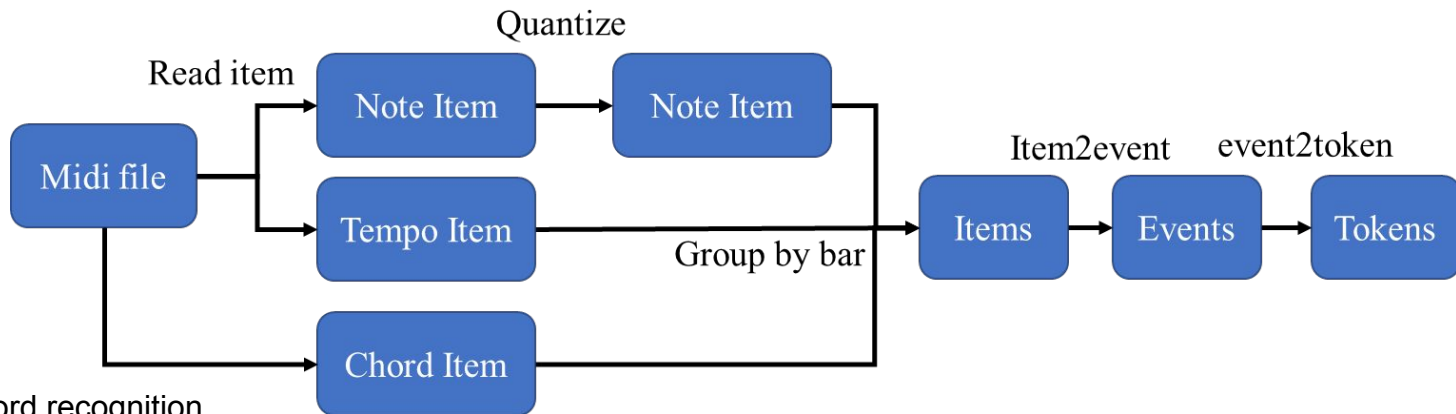 Quantize
Read item
Note Item
Note Item
Midi file
Item2event
event2token
Tempo Item
Group by bar
Items
Events
Tokens
Chord Item
recognition